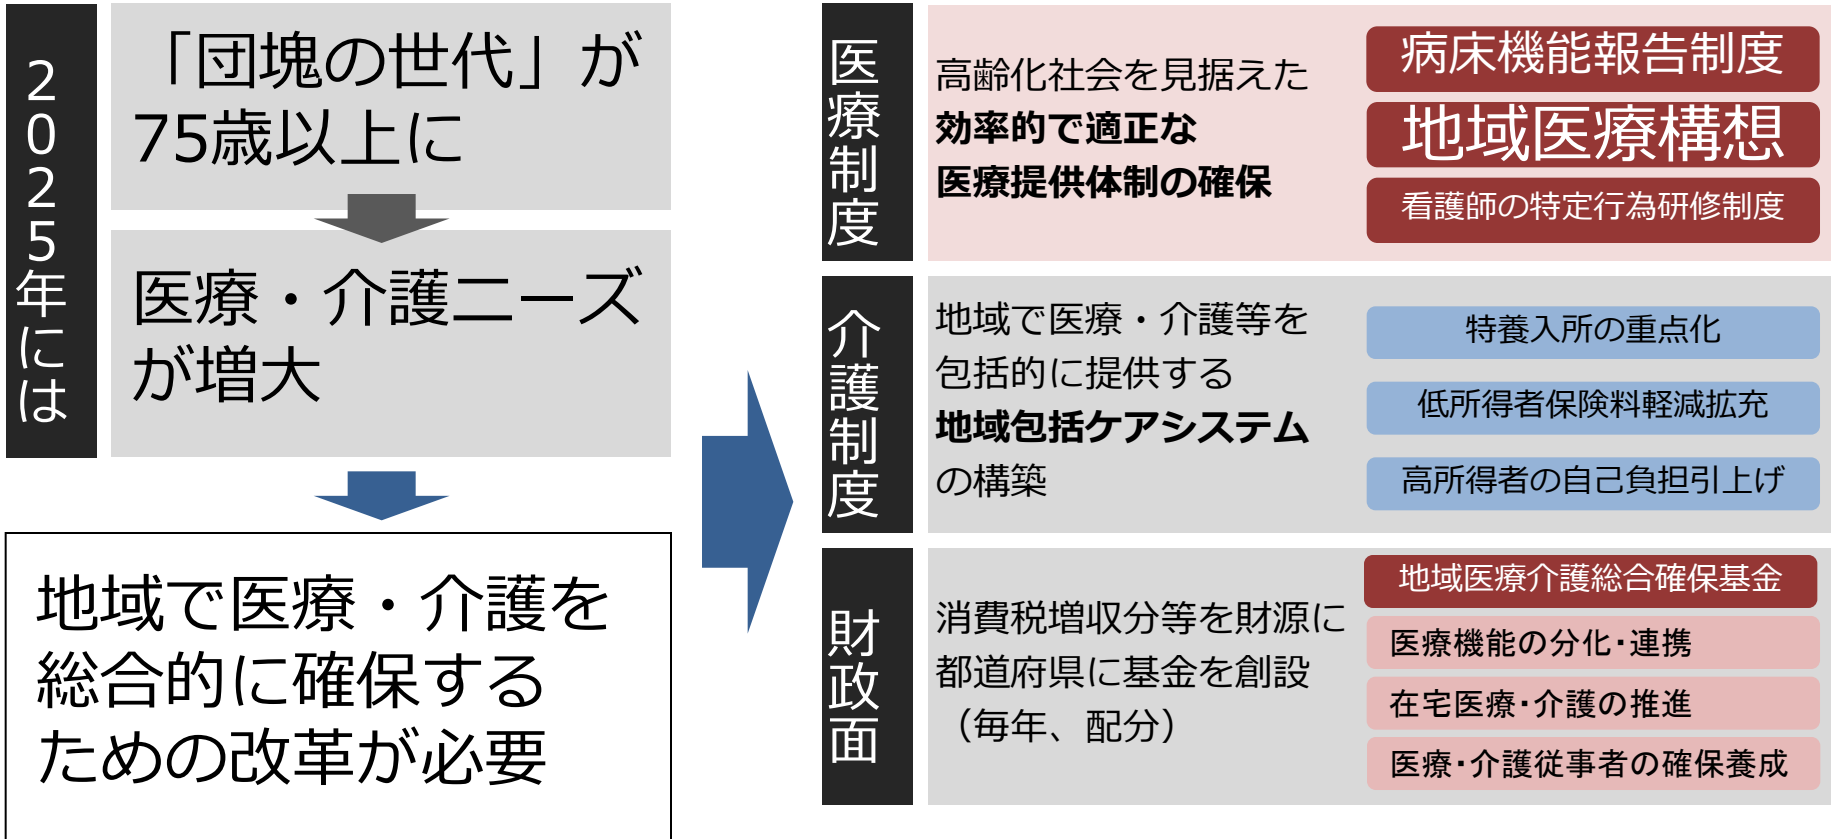 2025年には
「団塊の世代」が
75歳以上に
医療・介護ニーズ
が増大
地域で医療・介護を
総合的に確保する
ための改革が必要
医療制度
高齢化社会を見据えた
効率的で適正な
医療提供体制の確保
病床機能報告制度
地域医療構想
看護師の特定行為研修制度
介護制度
地域で医療・介護等を
包括的に提供する
地域包括ケアシステム
の構築
特養入所の重点化
低所得者保険料軽減拡充
高所得者の自己負担引上げ
財政面
消費税増収分等を財源に
都道府県に基金を創設
（毎年、配分）
地域医療介護総合確保基金
医療機能の分化・連携
在宅医療・介護の推進
医療・介護従事者の確保養成